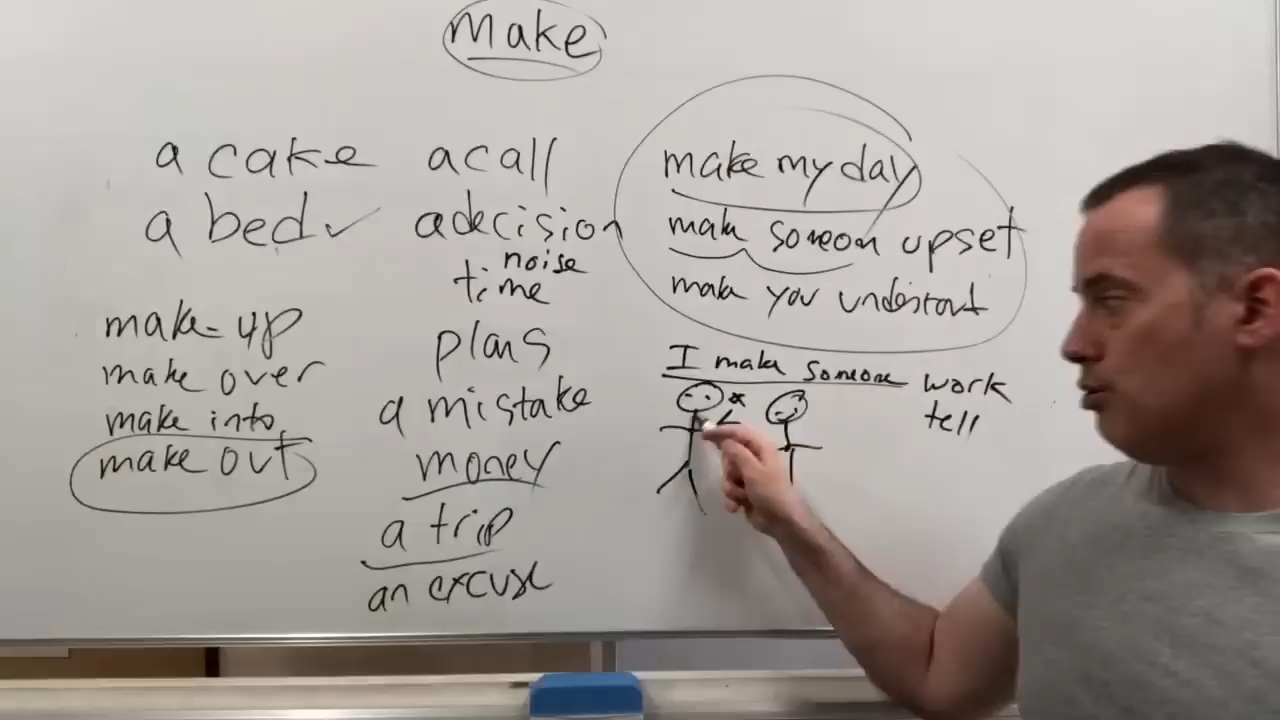 make
a cake
a bed
make-up
make over
make into
make out
a call
a decision
noise
time
plans
a mistake
money
a trip
an excuse
make my day
make someone upset
make you understand
I make someone work
tell